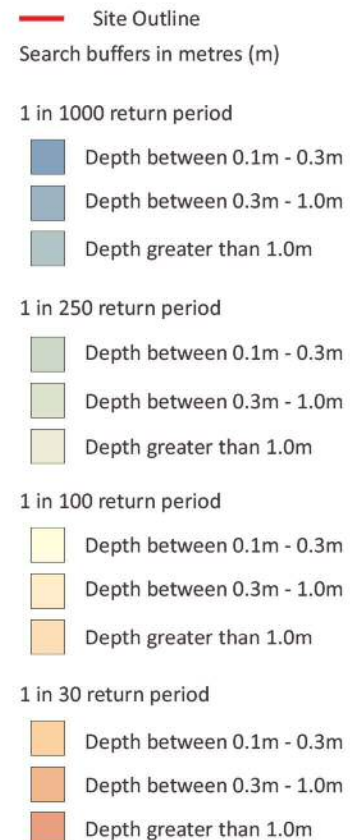 Site Outline
Search buffers in metres (m)
1 in 1000 return period
Depth between 0.1m - 0.3m
Depth between 0.3m - 1.0m
Depth greater than 1.0m
1 in 250 return period
Depth between 0.1m - 0.3m
Depth between 0.3m - 1.0m
Depth greater than 1.0m
1 in 100 return period
Depth between 0.1m - 0.3m
Depth between 0.3m - 1.0m
Depth greater than 1.0m
1 in 30 return period
Depth between 0.1m - 0.3m
Depth between 0.3m - 1.0m
Depth greater than 1.0m